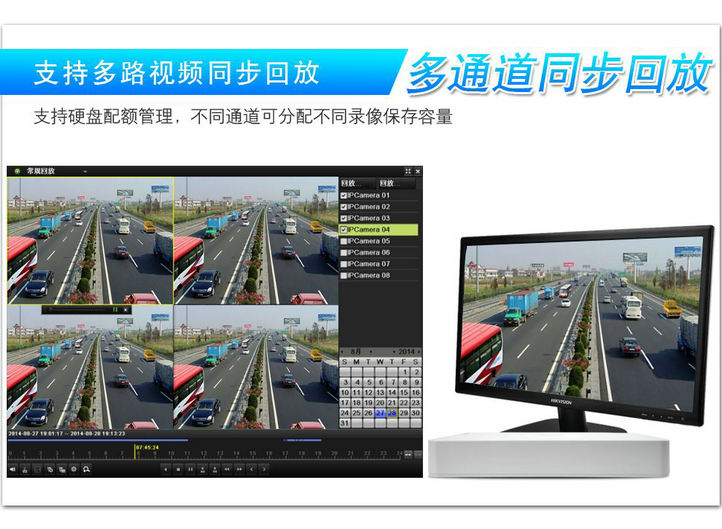 支持多路视频同步回放
多通道同步回放
支持硬盘配额管理，不同通道可分配不同录像保存容量
常规回放
回放... 回放...
IPCamera 01
IPCamera 02
IPCamera 03
IPCamera 04
IPCamera 05
IPCamera 06
IPCamera 07
IPCamera 08
8月 2014
S M T W T F S
1 2
3 4 5 6 7 8 9
10 11 12 13 14 15 16
17 18 19 20 21 22 23
24 25 26 27 28 29 30
31
2014-08-27 19:01:17 -- 2014-08-28 19:13:23
07:45:24
HIKVISION